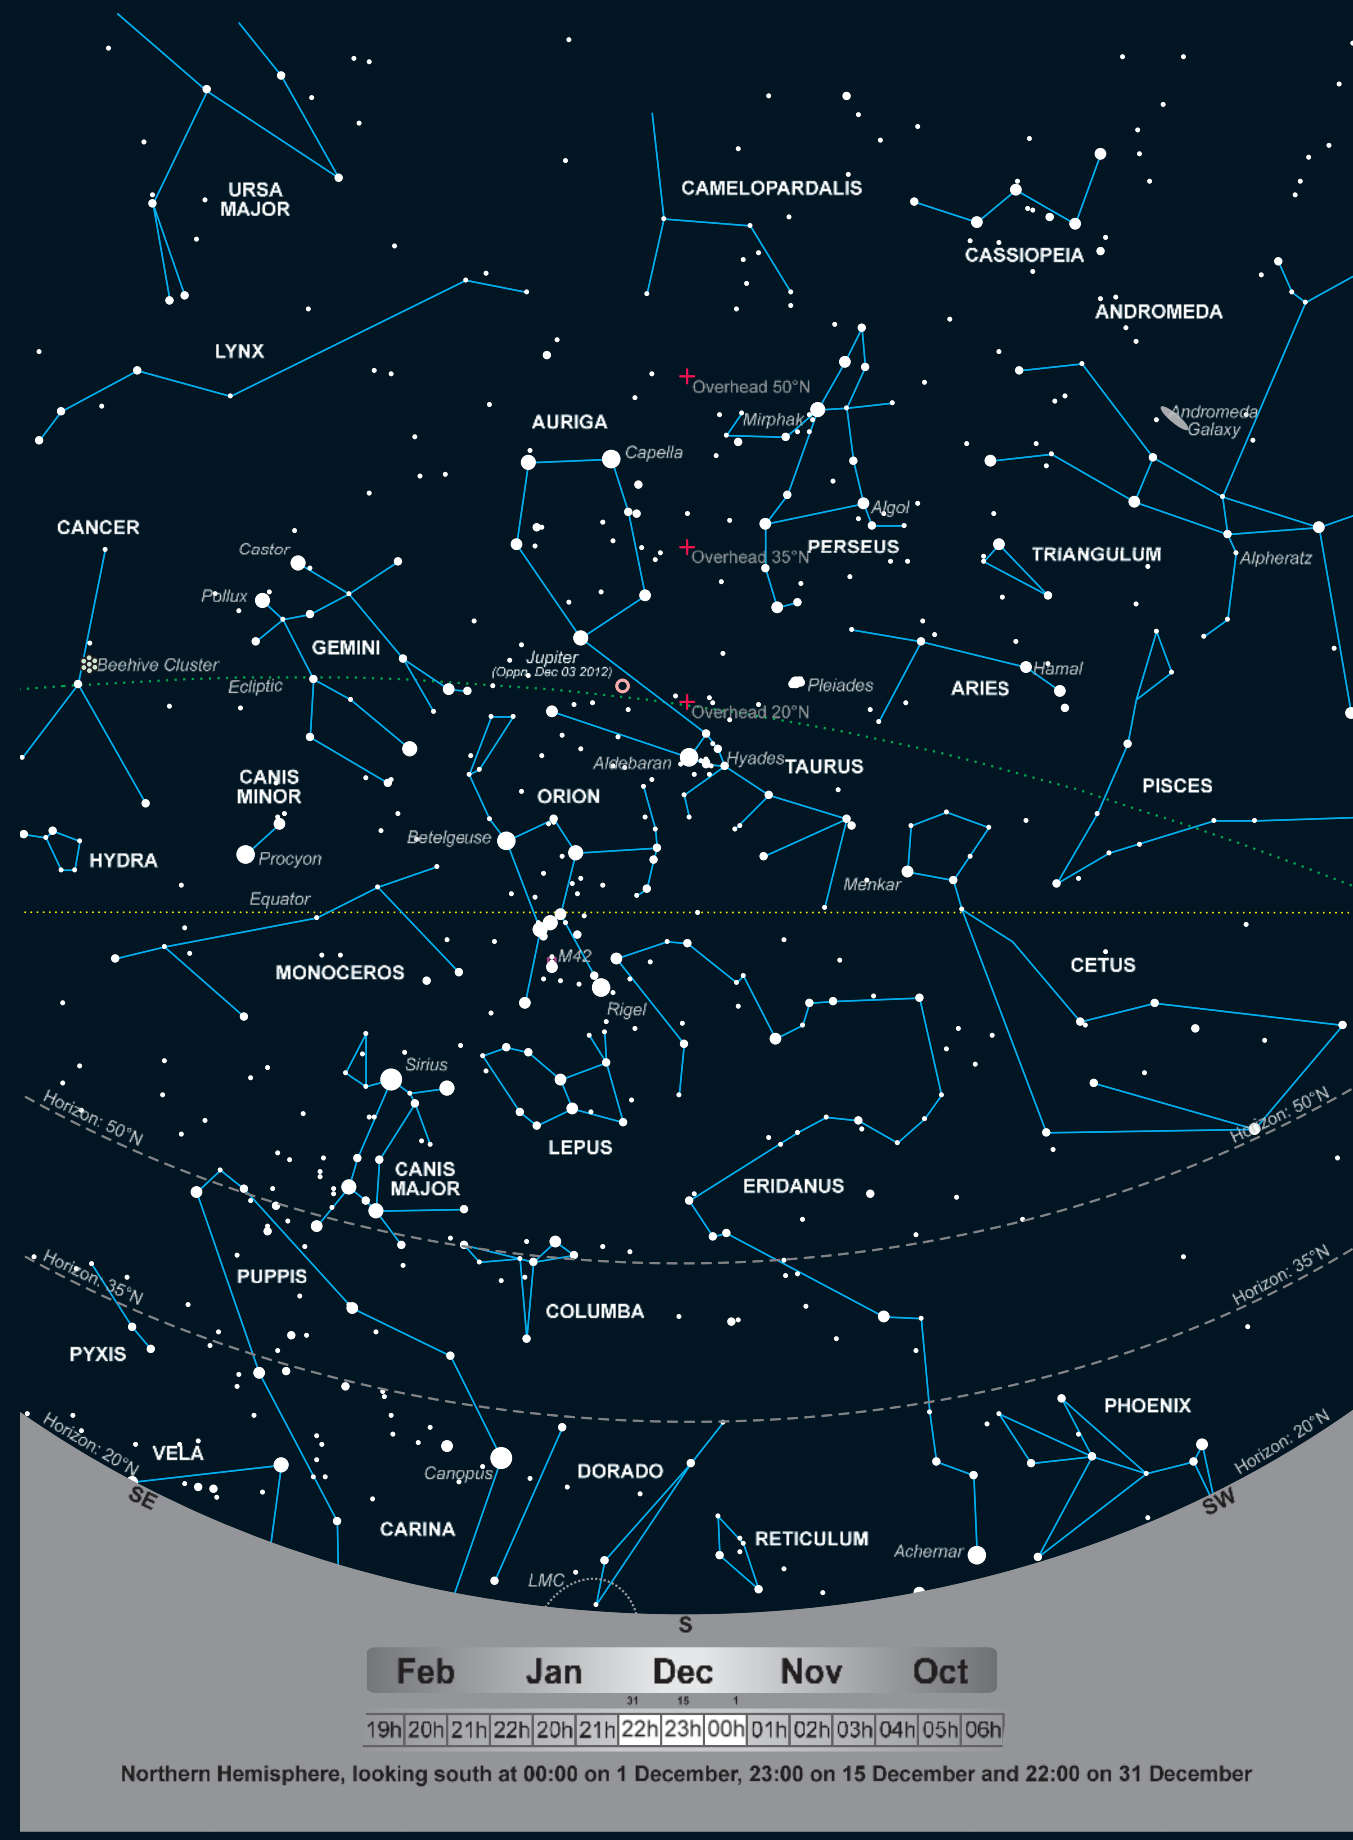 URSA
MAJOR
CAMELOPARDALIS
CASSIOPEIA
ANDROMEDA
LYNX
Overhead 50°N
Mirphak
Andromeda
Galaxy
AURIGA
Capella
Algol
CANCER
Castor
Overhead 35°N
PERSEUS
TRIANGULUM
Alpheratz
Pollux
GEMINI
Jupiter
(Oppn. Dec 03 2012)
Beehive Cluster
Ecliptic
Pleiades
Hamal
ARIES
Overhead 20°N
Aldebaran
Hyades
TAURUS
CANIS
MINOR
ORION
PISCES
Betelgeuse
HYDRA
Procyon
Menkar
Equator
M42
MONOCEROS
CETUS
Rigel
Sirius
Horizon: 50°N
Horizon: 50°N
LEPUS
CANIS
MAJOR
ERIDANUS
PUPPIS
Horizon: 35°N
Horizon: 35°N
COLUMBA
PYXIS
PHOENIX
Horizon: 20°N
Horizon: 20°N
VELA
Canopus
DORADO
SE
SW
CARINA
RETICULUM
Achernar
LMC
S
Feb Jan Dec Nov Oct
31 15 1
19h 20h 21h 22h 20h 21h 22h 23h 00h 01h 02h 03h 04h 05h 06h
Northern Hemisphere, looking south at 00:00 on 1 December, 23:00 on 15 December and 22:00 on 31 December